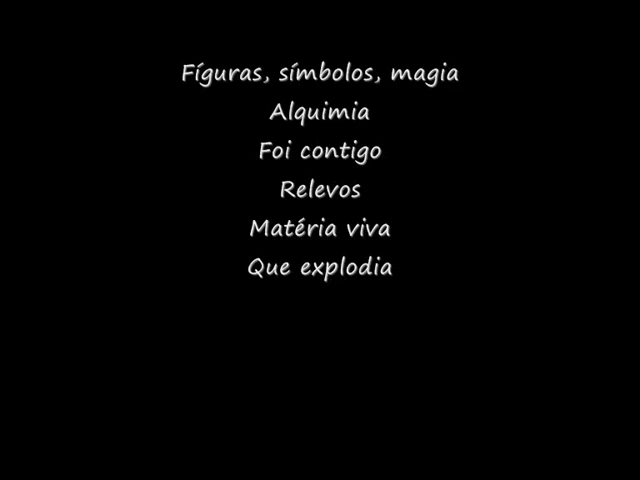 Fíguras, símbolos, magia
Alquimia
Foi contigo
Relevos
Matéria viva
Que explodia